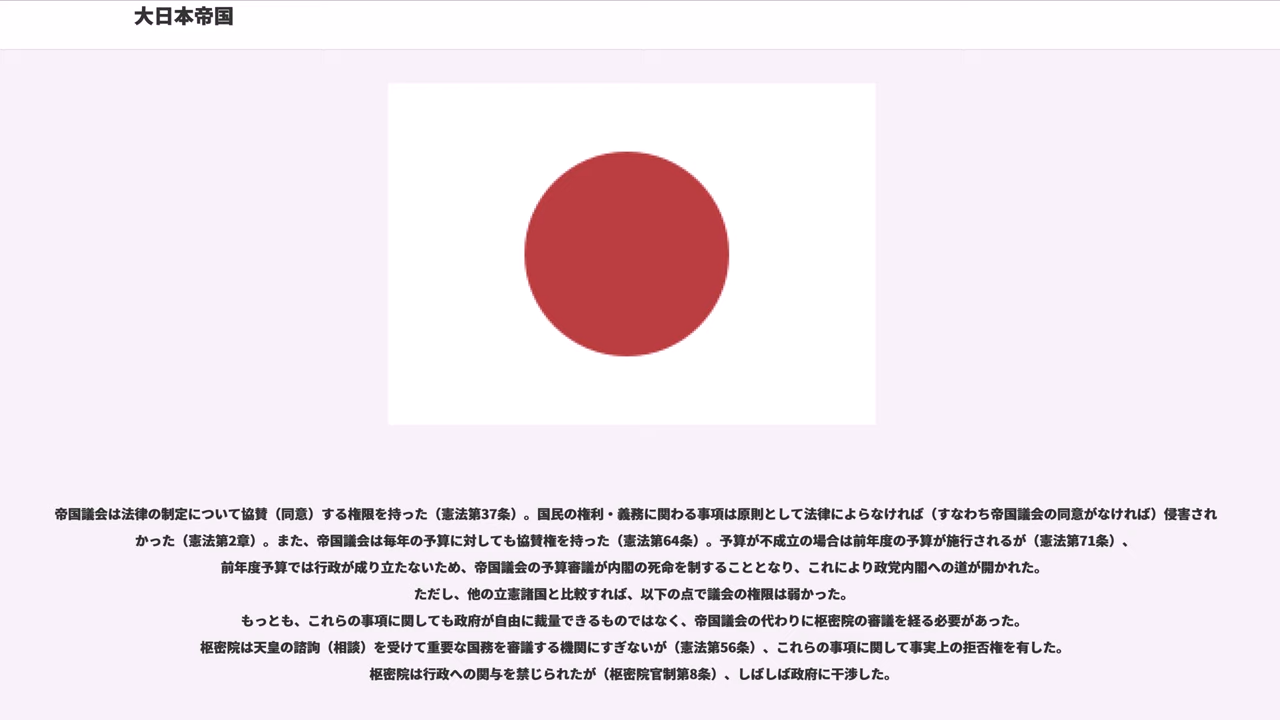 大日本帝国
帝国議会は法律の制定について協賛（同意）する権限を持った（憲法第37条）。国民の権利・義務に関わる事項は原則として法律によらなければ（すなわち帝国議会の同意がなければ）侵害され
かった（憲法第2章）。また、帝国議会は毎年の予算に対しても協賛権を持った（憲法第64条）。予算が不成立の場合は前年度の予算が施行されるが（憲法第71条）、
前年度予算では行政が成り立たないため、帝国議会の予算審議が内閣の死命を制することとなり、これにより政党内閣への道が開かれた。
ただし、他の立憲諸国と比較すれば、以下の点で議会の権限は弱かった。
もっとも、これらの事項に関しても政府が自由に裁量できるものではなく、帝国議会の代わりに枢密院の審議を経る必要があった。
枢密院は天皇の諮詢（相談）を受けて重要な国務を審議する機関にすぎないが（憲法第56条）、これらの事項に関して事実上の拒否権を有した。
枢密院は行政への関与を禁じられたが（枢密院官制第8条）、しばしば政府に干渉した。